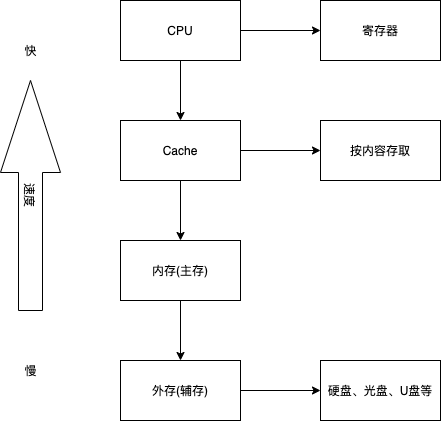 CPU
寄存器
快
Cache
按内容存取
速度
内存(主存)
慢
外存(辅存)
硬盘、光盘、U盘等